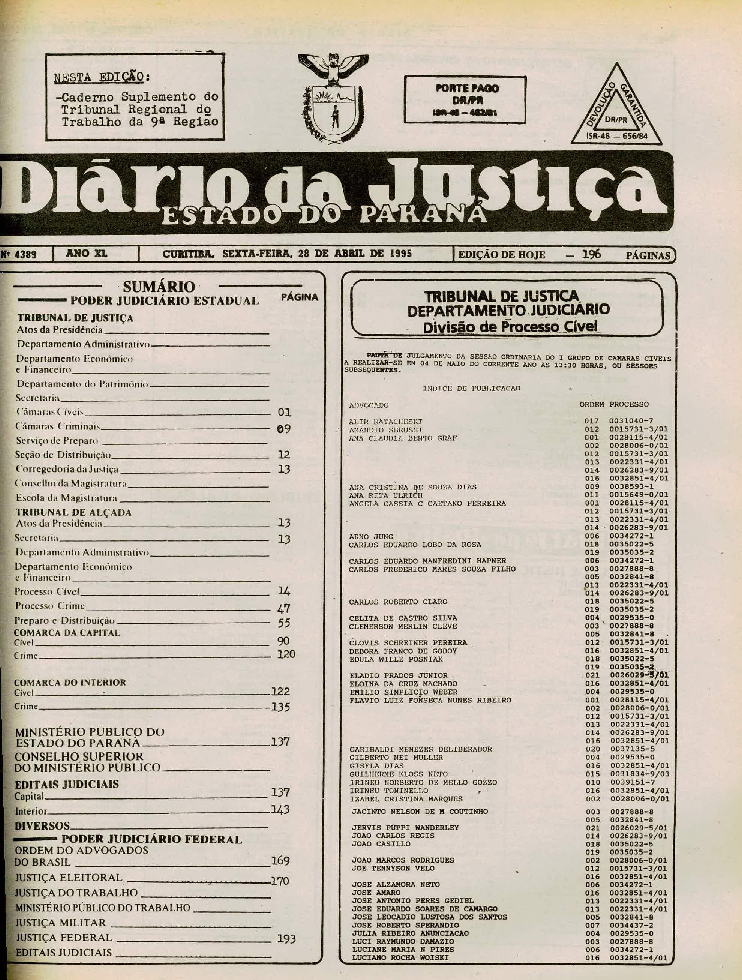 NESTA EDIÇÃO:
-Caderno Suplemento do
Tribunal Regional do
Trabalho da 9ª Região
PORTE PAGO
DR/PR
ISR-48 — 452/81
DEVOLUÇÃO
GARANTIDA
DR/PR
ISR-48 — 656/84
Diário da Justiça
ESTADO DO PARANÁ
Nº 4389 ANO XL CURITIBA, SEXTA-FEIRA, 28 DE ABRIL DE 1995 EDIÇÃO DE HOJE — 196 PÁGINAS
SUMÁRIO
PODER JUDICIÁRIO ESTADUAL PÁGINA
TRIBUNAL DE JUSTIÇA
Atos da Presidência
Departamento Administrativo
Departamento Econômico
e Financeiro
Departamento do Patrimônio
Secretaria
Câmaras Cíveis 01
Câmaras Criminais 09
Serviço de Preparo
Seção de Distribuição 12
Corregedoria da Justiça 13
Conselho da Magistratura
Escola da Magistratura
TRIBUNAL DE ALÇADA
Atos da Presidência 13
Secretaria 13
Departamento Administrativo
Departamento Econômico
e Financeiro
Processo Cível 14
Processo Crime 47
Preparo e Distribuição 55
COMARCA DA CAPITAL
Cível 90
Crime 120
COMARCA DO INTERIOR
Cível 122
Crime 135
MINISTÉRIO PÚBLICO DO
ESTADO DO PARANÁ 137
CONSELHO SUPERIOR
DO MINISTÉRIO PÚBLICO
EDITAIS JUDICIAIS
Capital 137
Interior 143
DIVERSOS
PODER JUDICIÁRIO FEDERAL
ORDEM DO ADVOGADOS
DO BRASIL 169
JUSTIÇA ELEITORAL 170
JUSTIÇA DO TRABALHO
MINISTÉRIO PÚBLICO DO TRABALHO
JUSTIÇA MILITAR
JUSTIÇA FEDERAL 193
EDITAIS JUDICIAIS
TRIBUNAL DE JUSTICA
DEPARTAMENTO JUDICIÁRIO
Divisão de Processo Cível
PAUTA DE JULGAMENTO DA SESSAO ORDINARIA DO I GRUPO DE CAMARAS CIVEIS
A REALIZAR-SE EM 04 DE MAIO DO CORRENTE ANO AS 13:30 HORAS, OU SESSOES
SUBSEQUENTES.
INDICE DE PUBLICACAO
ADVOGADO ORDEM PROCESSO
017 0031040-7
012 0015731-3/01
ANA CLAUDIA BENTO GRAF 001 0028115-4/01
002 0028006-0/01
012 0015731-3/01
013 0022331-4/01
014 0026283-9/01
016 0032851-4/01
ANA CRISTINA DE SOUZA DIAS 009 0038593-1
ANA RITA ULRICH 011 0015649-0/01
ANGELA CASSIA C CAETANO FERREIRA 001 0028115-4/01
012 0015731-3/01
013 0022331-4/01
014 0026283-9/01
ARNO JUNG 006 0034272-1
CARLOS EDUARDO LOBO DA ROSA 018 0035022-5
019 0035035-2
CARLOS EDUARDO MANFREDINI HAPNER 006 0034272-1
CARLOS FREDERICO MARES SOUZA FILHO 003 0027888-8
005 0032841-8
013 0022331-4/01
014 0026283-9/01
CARLOS ROBERTO CLARO 018 0035022-5
019 0035035-2
CELITA DE CASTRO SILVA 004 0029535-0
CLEMERSON MERLIN CLEVE 003 0027888-8
005 0032841-8
CLOVIS SCHREINER PEREIRA 012 0015731-3/01
DEBORA FRANCO DE GODOY 016 0032851-4/01
EDULA WILLE POSNIAK 018 0035022-5
019 0035035-2
ELADIO PRADOS JUNIOR 021 0026029-5/01
ELOINA DA CRUZ MACHADO 016 0032851-4/01
EMILIO SIMPLICIO WEBER 004 0029535-0
FLAVIO LUIZ FONSECA NUNES RIBEIRO 001 0028115-4/01
002 0028006-0/01
012 0015731-3/01
013 0022331-4/01
014 0026283-9/01
016 0032851-4/01
GARIBALDI MENEZES DELIBERADOR 020 0037135-5
GILBERTO NEI MULLER 004 0029535-0
GISELA DIAS 016 0032851-4/01
GUILHERME KLOSS NETO 015 0031834-9/03
IRINEU NORBERTO DE MELLO GOZZO 010 0039151-7
IRINEU TONINELLO 016 0032851-4/01
IZABEL CRISTINA MARQUES 002 0028006-0/01
JACINTO NELSON DE M COUTINHO 003 0027888-8
005 0032841-8
JERVIS PUPPI WANDERLEY 021 0026029-5/01
JOAO CARLOS REGIS 014 0026283-9/01
JOAO CASILLO 018 0035022-5
019 0035035-2
JOAO MARCOS RODRIGUES 002 0028006-0/01
JOE TENNYSON VELO 012 0015731-3/01
016 0032851-4/01
JOSE ALZAMORA NETO 006 0034272-1
JOSE AMARO 016 0032851-4/01
JOSE ANTONIO PERES GEDIEL 013 0022331-4/01
JOSE EDUARDO SOARES DE CAMARGO 013 0022331-4/01
JOSE LEOCADIO LUSTOSA DOS SANTOS 005 0032841-8
JOSE ROBERTO SPERANDIO 007 0034437-2
JULIA RIBEIRO ANUNCIACAO 004 0029535-0
LUCI RAYMUNDO DAMAZIO 003 0027888-8
LUCIANE MARIA N PIRES 006 0034272-1
LUCIANO ROCHA WOISKI 016 0032851-4/01